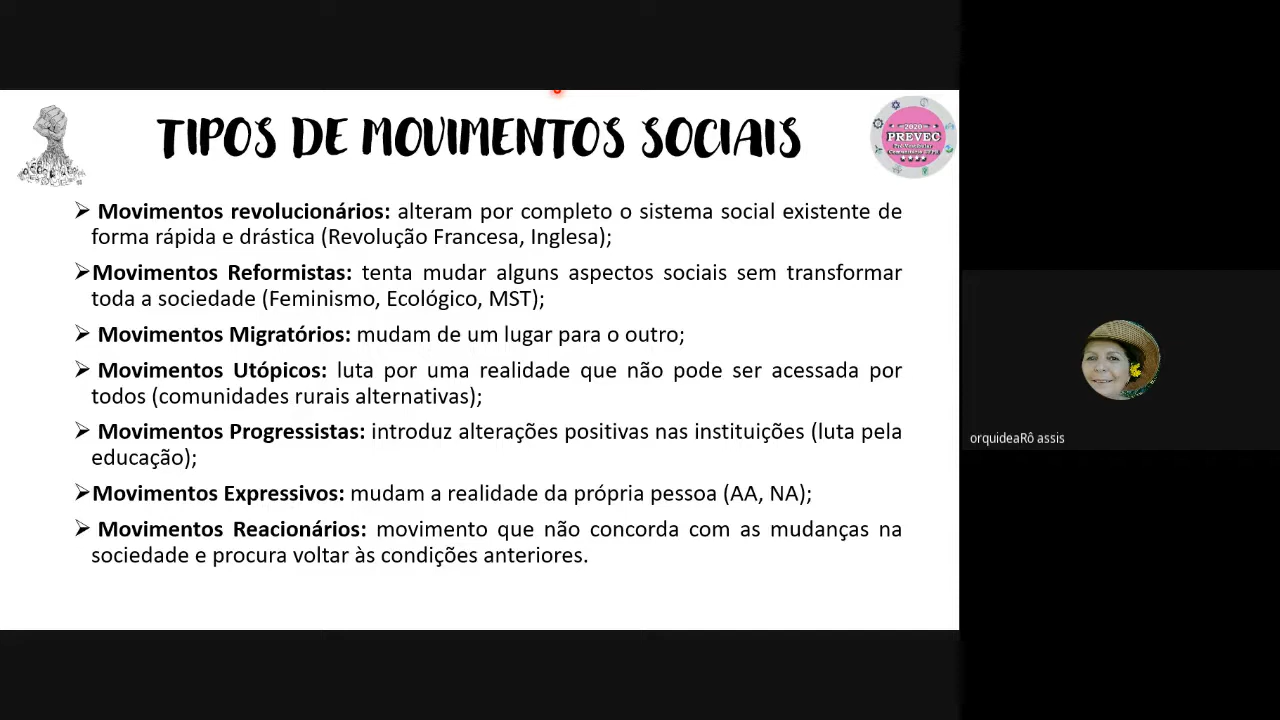 TIPOS DE MOVIMENTOS SOCIAIS
2020
PREVEC
➢ Movimentos revolucionários: alteram por completo o sistema social existente de
forma rápida e drástica (Revolução Francesa, Inglesa);
➢Movimentos Reformistas: tenta mudar alguns aspectos sociais sem transformar
toda a sociedade (Feminismo, Ecológico, MST);
➢ Movimentos Migratórios: mudam de um lugar para o outro;
➢ Movimentos Utópicos: luta por uma realidade que não pode ser acessada por
todos (comunidades rurais alternativas);
➢ Movimentos Progressistas: introduz alterações positivas nas instituições (luta pela
educação);
➢Movimentos Expressivos: mudam a realidade da própria pessoa (AA, NA);
➢ Movimentos Reacionários: movimento que não concorda com as mudanças na
sociedade e procura voltar às condições anteriores.
orquideaRô assis